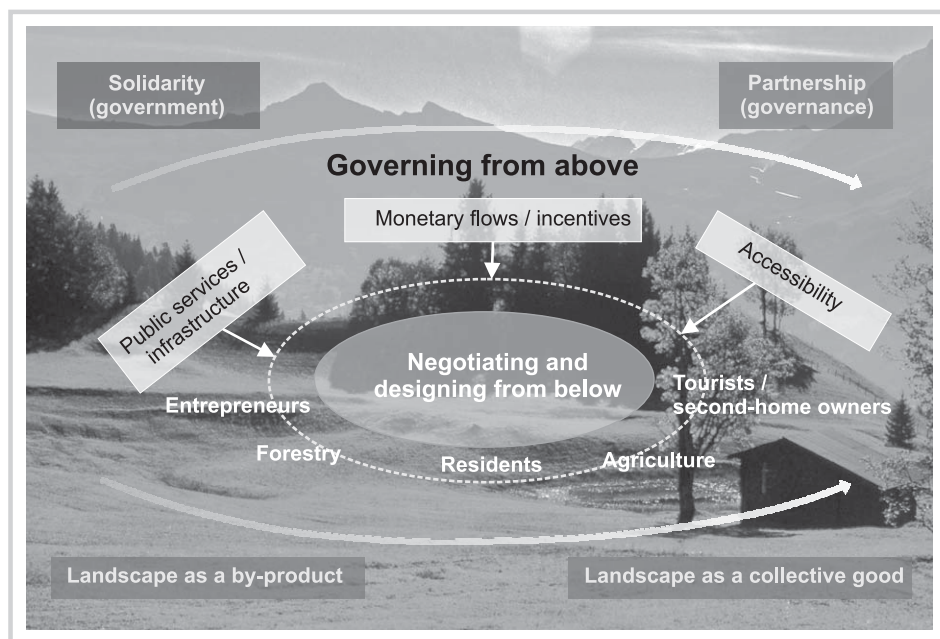 Solidarity
(government)
Partnership
(governance)
Governing from above
Monetary flows / incentives
Public services /
infrastructure
Accessibility
Negotiating and
designing from below
Entrepreneurs
Tourists /
second-home owners
Forestry
Residents
Agriculture
Landscape as a by-product
Landscape as a collective good